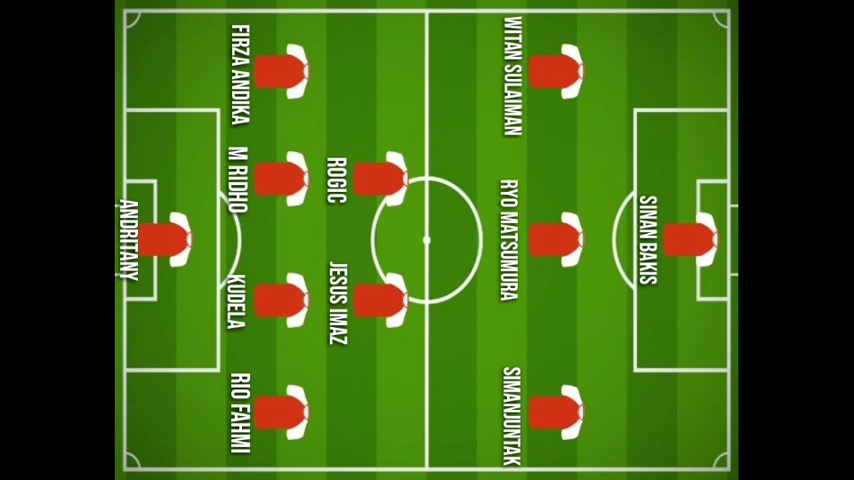 SINAN BAKIS
WITAN SULAIMAN
RYO MATSUMURA
SIMANJUNTAK
ROGIC
JESUS IMAZ
FIRZA ANDIKA
M RIDHO
KUDELA
RIO FAHMI
ANDRITANY